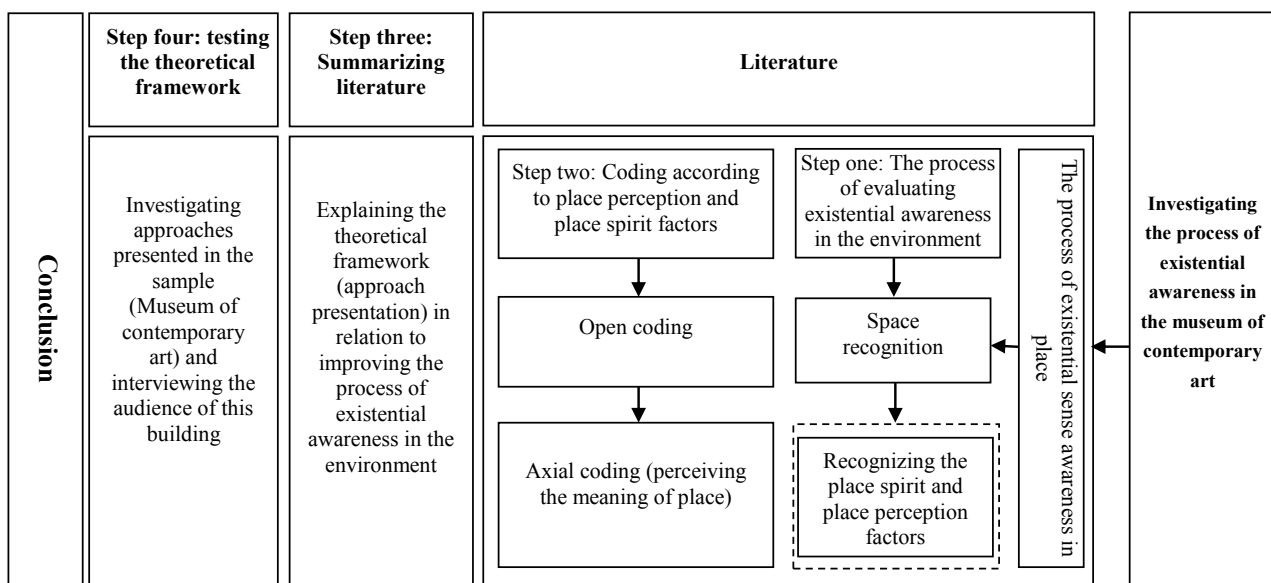 Conclusion
Step four: testing
the theoretical
framework
Investigating
approaches
presented in the
sample
(Museum of
contemporary
art) and
interviewing the
audience of this
building
Step three:
Summarizing
literature
Explaining the
theoretical
framework
(approach
presentation) in
relation to
improving the
process of
existential
awareness in the
environment
Literature
Step two: Coding according
to place perception and
place spirit factors
Open coding
Axial coding (perceiving
the meaning of place)
Step one: The process
of evaluating
existential awareness
in the environment
Space
recognition
Recognizing the
place spirit and
place perception
factors
The process of existential sense awareness in
place
Investigating
the process of
existential
awareness in
the museum of
contemporary
art